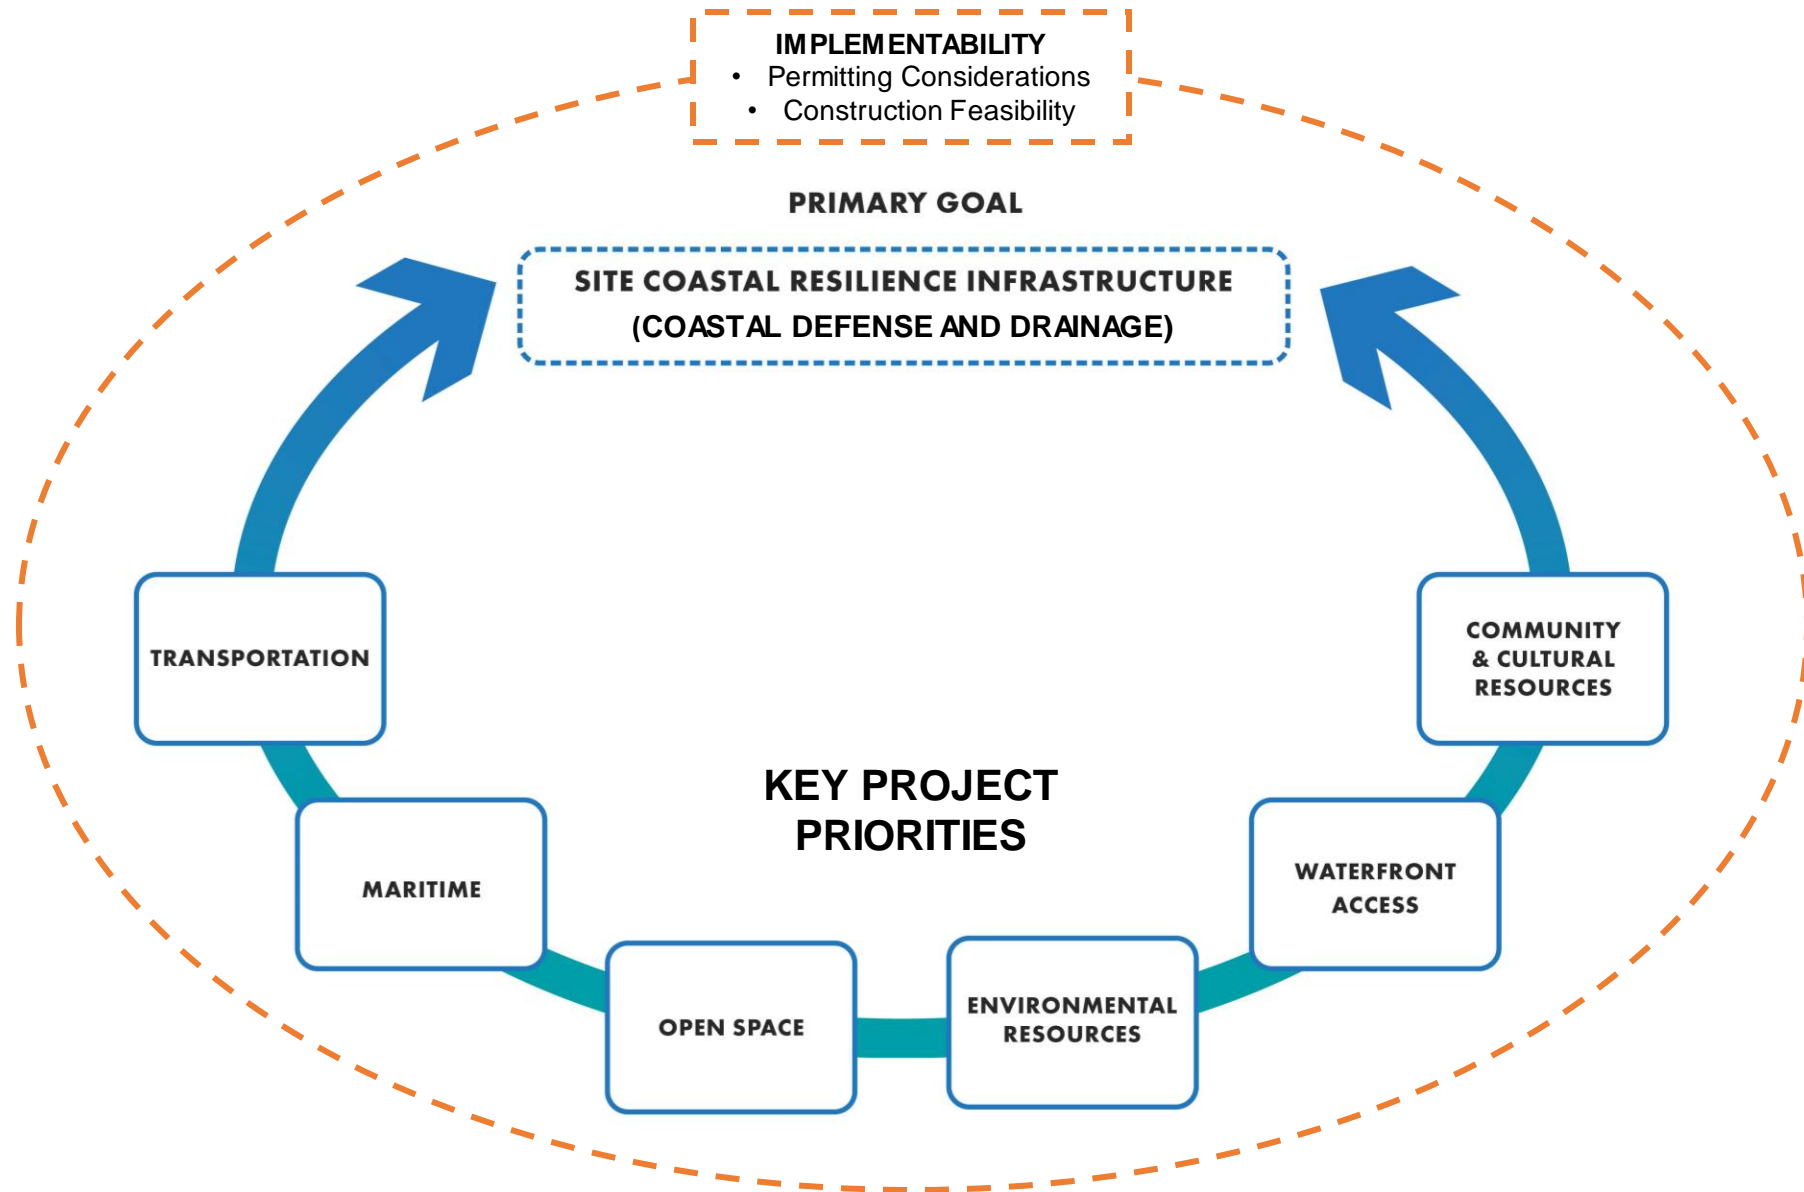 IMPLEMENTABILITY
• Permitting Considerations
• Construction Feasibility
PRIMARY GOAL
SITE COASTAL RESILIENCE INFRASTRUCTURE
(COASTAL DEFENSE AND DRAINAGE)
TRANSPORTATION
COMMUNITY
& CULTURAL
RESOURCES
KEY PROJECT
PRIORITIES
MARITIME
WATERFRONT
ACCESS
OPEN SPACE
ENVIRONMENTAL
RESOURCES